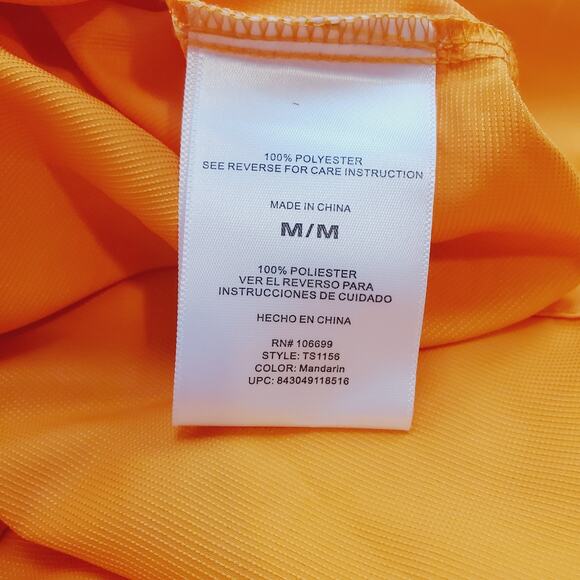 100% POLYESTER
SEE REVERSE FOR CARE INSTRUCTION
MADE IN CHINA
M/M
100% POLIESTER
VER EL REVERSO PARA
INSTRUCCIONES DE CUIDADO
HECHO EN CHINA
RN# 106699
STYLE: TS1156
COLOR: Mandarin
UPC: 843049118516